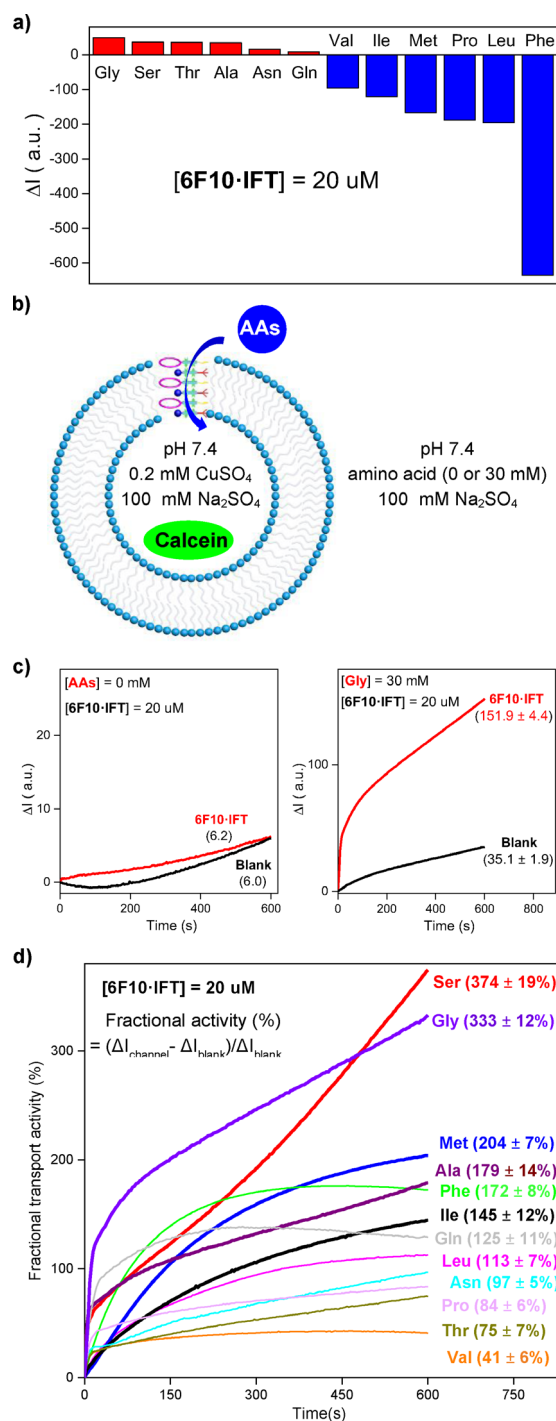 a)
0
-100
-200
-300
-400
-500
-600
ΔI ( a.u.)
Gly Ser Thr Ala Asn Gln
Val Ile Met Pro Leu Phe
[6F10·IFT] = 20 uM
b)
AAs
pH 7.4
0.2 mM CuSO₄
100 mM Na₂SO₄
Calcein
pH 7.4
amino acid (0 or 30 mM)
100 mM Na₂SO₄
c)
[AAs] = 0 mM
[6F10·IFT] = 20 uM
20
10
0
ΔI ( a.u.)
6F10·IFT
(6.2)
Blank
(6.0)
0 200 400 600
Time (s)
[Gly] = 30 mM
[6F10·IFT] = 20 uM
6F10·IFT
(151.9 ± 4.4)
100
0
ΔI ( a.u.)
Blank
(35.1 ± 1.9)
0 200 400 600 800
Time (s)
d)
[6F10·IFT] = 20 uM
Fractional activity (%)
= (ΔI channel - ΔI blank)/ΔI blank
300
200
100
0
Fractional transport activity (%)
Ser (374 ± 19%)
Gly (333 ± 12%)
Met (204 ± 7%)
Ala (179 ± 14%)
Phe (172 ± 8%)
Ile (145 ± 12%)
Gln (125 ± 11%)
Leu (113 ± 7%)
Asn (97 ± 5%)
Pro (84 ± 6%)
Thr (75 ± 7%)
Val (41 ± 6%)
0 150 300 450 600 750
Time(s)